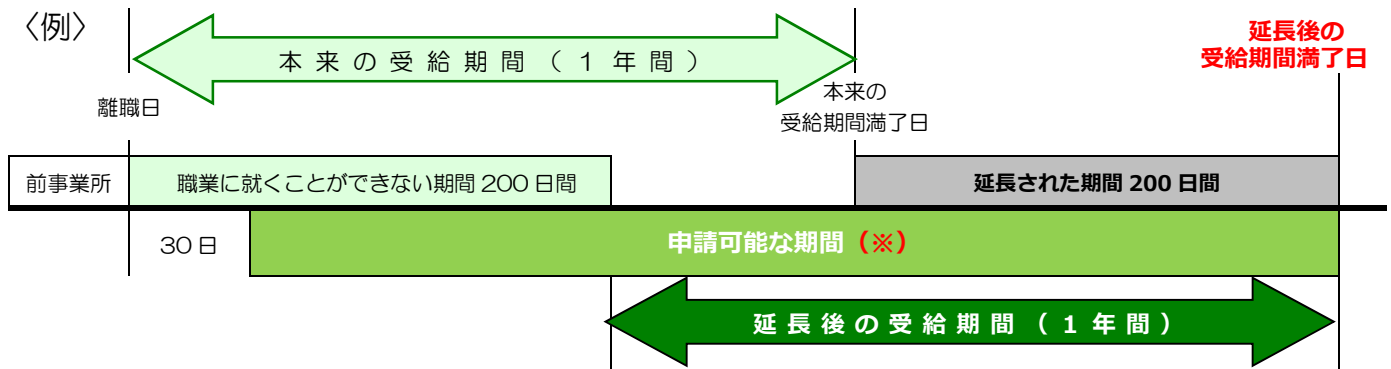 〈例〉
本来の受給期間（1年間）
延長後の
受給期間満了日
離職日
本来の
受給期間満了日
前事業所
職業に就くことができない期間 200 日間
延長された期間 200 日間
30 日
申請可能な期間（※）
延長後の受給期間（1年間）